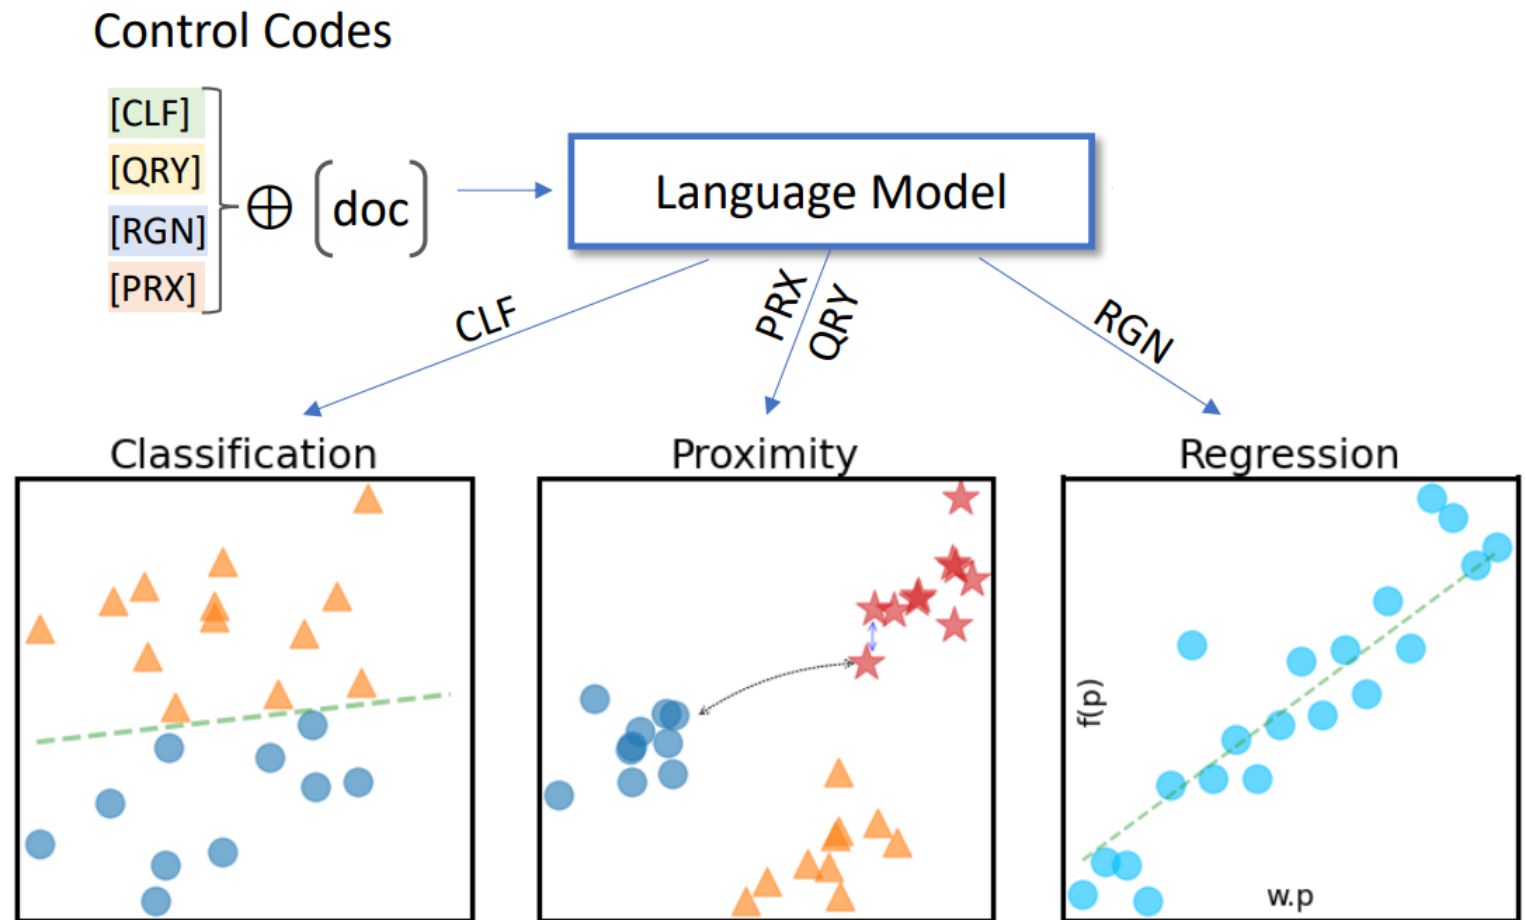 Control Codes
[CLF]
[QRY]
[RGN]
[PRX]
doc
Language Model
CLF
PRX
QRY
RGN
Classification
Proximity
Regression
f(p)
w.p